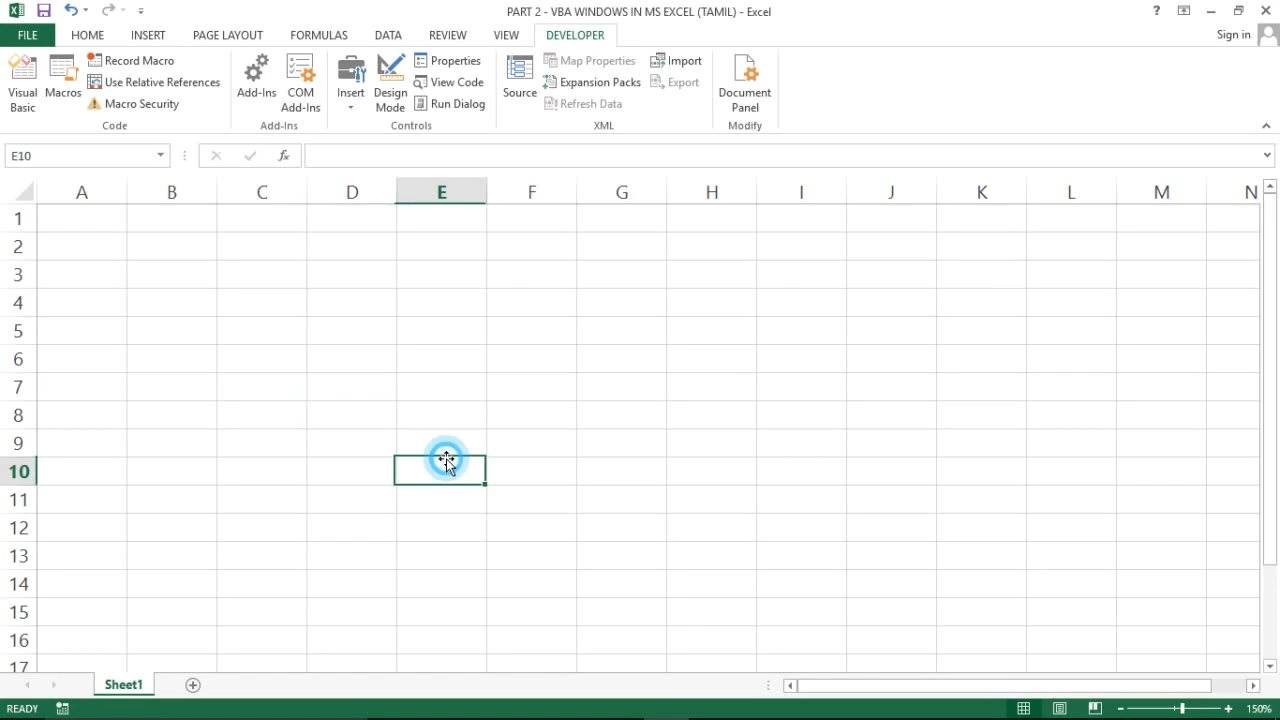 PART 2 - VBA WINDOWS IN MS EXCEL (TAMIL) - Excel
?
FILE HOME INSERT PAGE LAYOUT FORMULAS DATA REVIEW VIEW DEVELOPER Sign in
Visual Basic
Macros
Record Macro
Use Relative References
Macro Security
Code
Add-Ins
COM Add-Ins
Add-Ins
Insert
Design Mode
Properties
View Code
Run Dialog
Controls
Source
Map Properties
Expansion Packs
Refresh Data
Import
Export
XML
Document Panel
Modify
E10
fx
A B C D E F G H I J K L M N
1
2
3
4
5
6
7
8
9
10
11
12
13
14
15
16
17
Sheet1
READY 150%